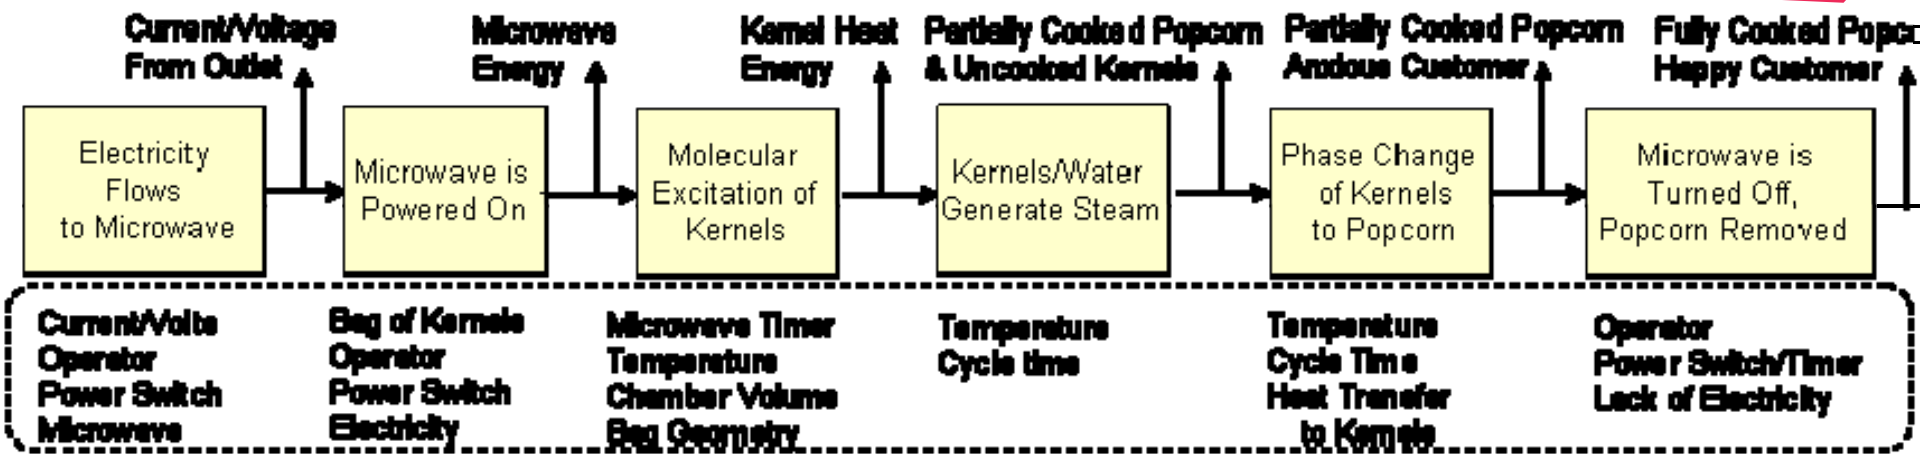 Current/Voltage
From Outlet
Microwave
Energy
Kernel Heat
Energy
Partially Cooked Popcorn
& Uncooked Kernels
Partially Cooked Popcorn
Anxious Customer
Fully Cooked Popco
Happy Customer
Electricity
Flows
to Microwave
Microwave is
Powered On
Molecular
Excitation of
Kernels
Kernels/Water
Generate Steam
Phase Change
of Kernels
to Popcorn
Microwave is
Turned Off,
Popcorn Removed
Current/Volts
Operator
Power Switch
Microwave
Bag of Kernels
Operator
Power Switch
Electricity
Microwave Timer
Temperature
Chamber Volume
Bag Geometry
Temperature
Cycle time
Temperature
Cycle Time
Heat Transfer
to Kernels
Operator
Power Switch/Timer
Lack of Electricity